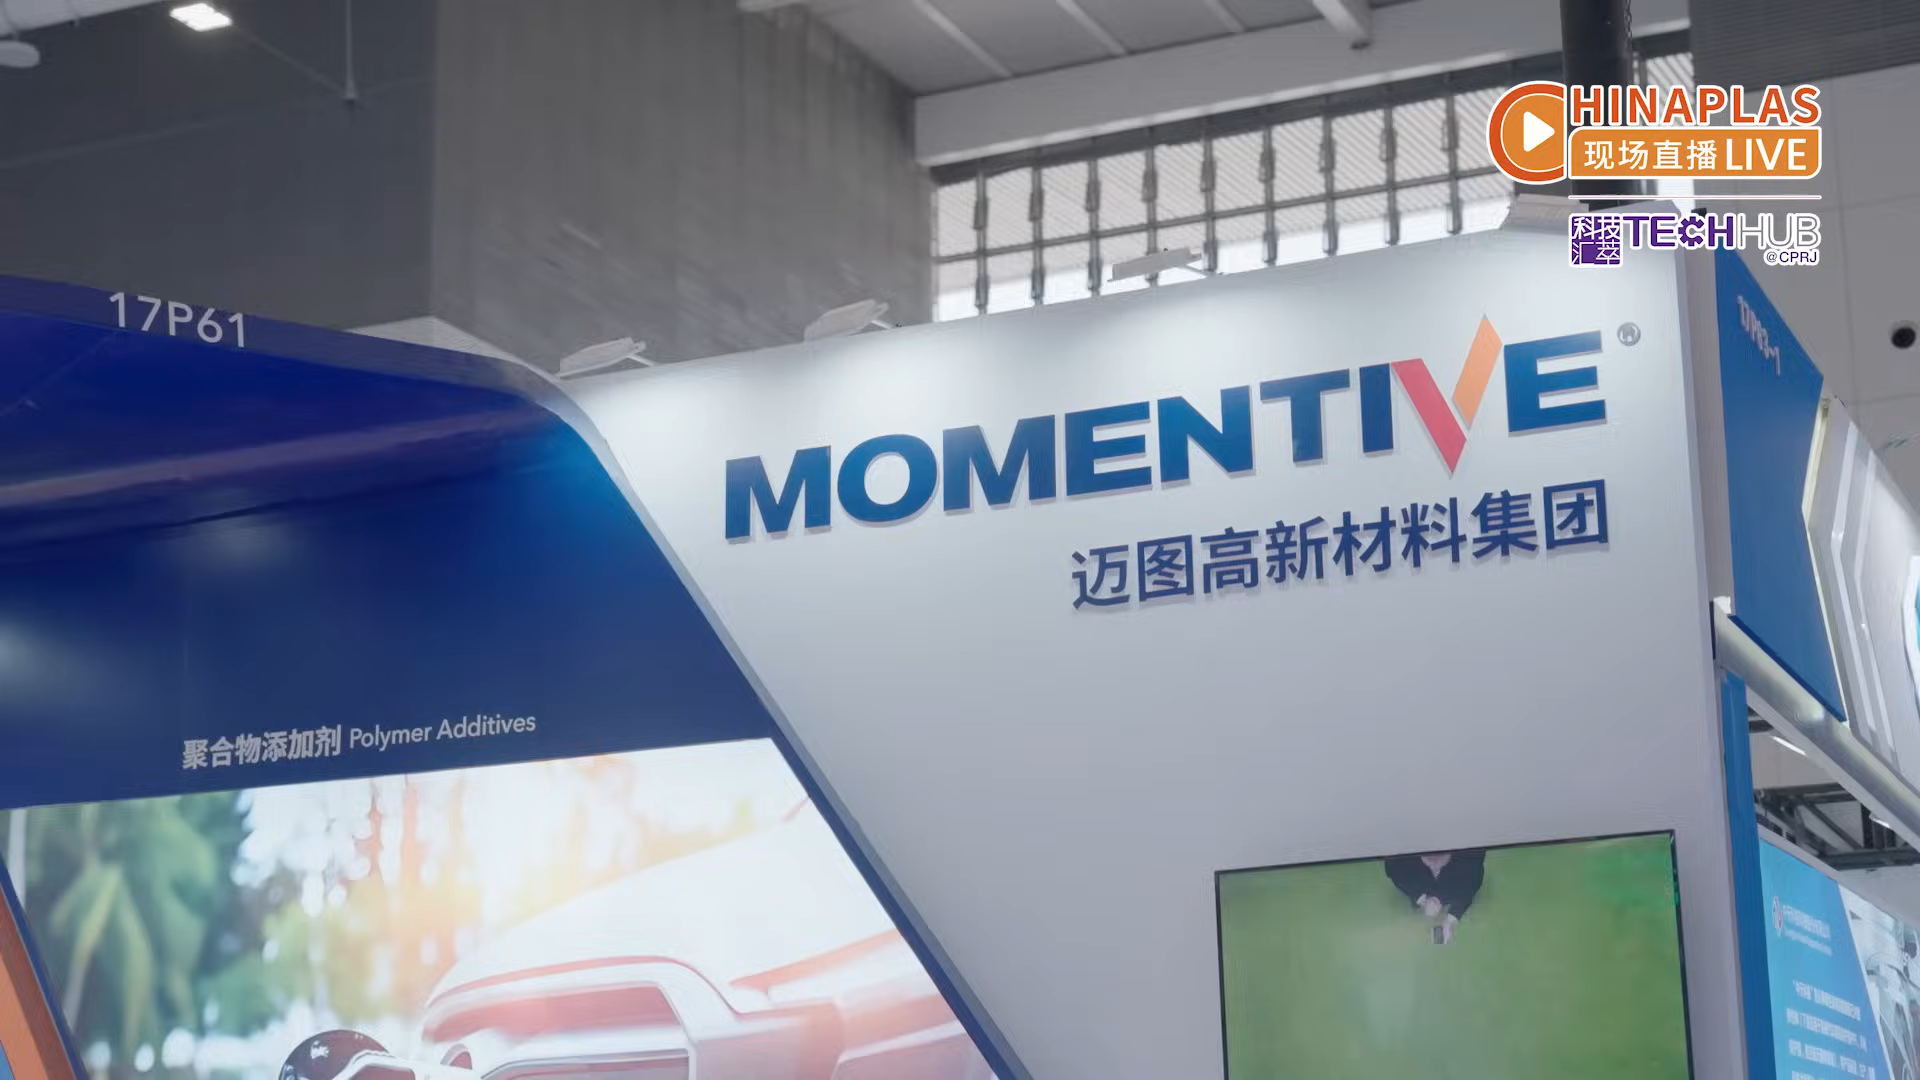 CHINAPLAS
现场直播 LIVE
科技汇萃 TECHHUB
@CPRJ
17P61
MOMENTIVE
迈图高新材料集团
聚合物添加剂 Polymer Additives